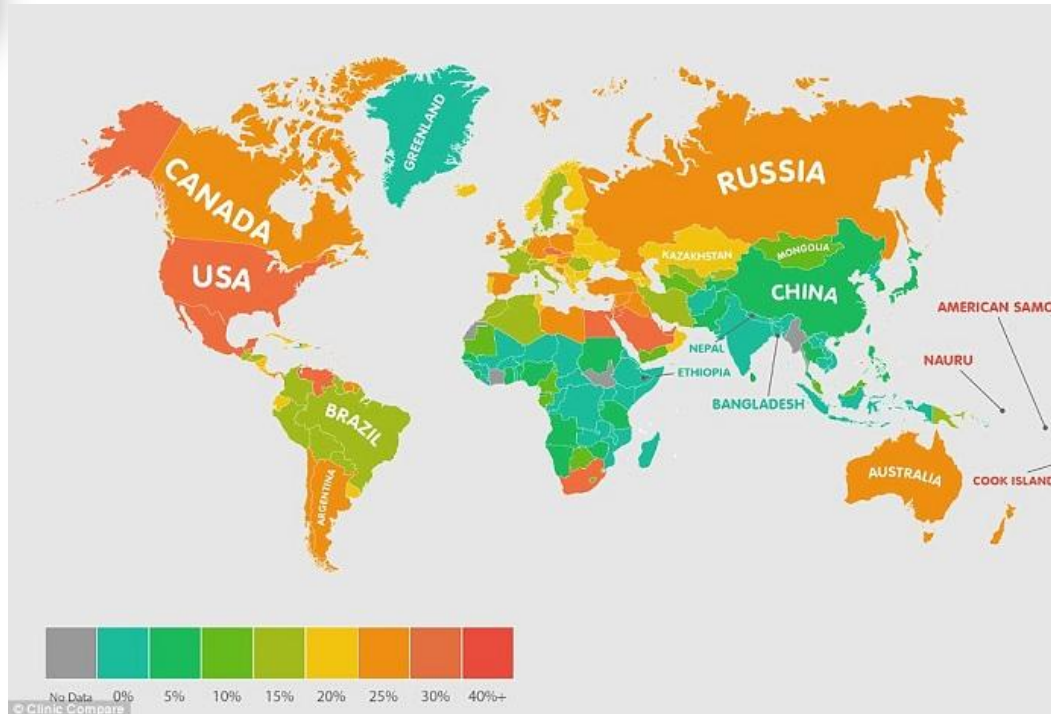 GREENLAND
CANADA
RUSSIA
USA
KAZAKHSTAN
MONGOLIA
CHINA
AMERICAN SAMO
NEPAL
NAURU
ETHIOPIA
BANGLADESH
BRAZIL
AUSTRALIA
COOK ISLAND
ARGENTINA
No Data 0% 5% 10% 15% 20% 25% 30% 40%+
© Clinic Compare